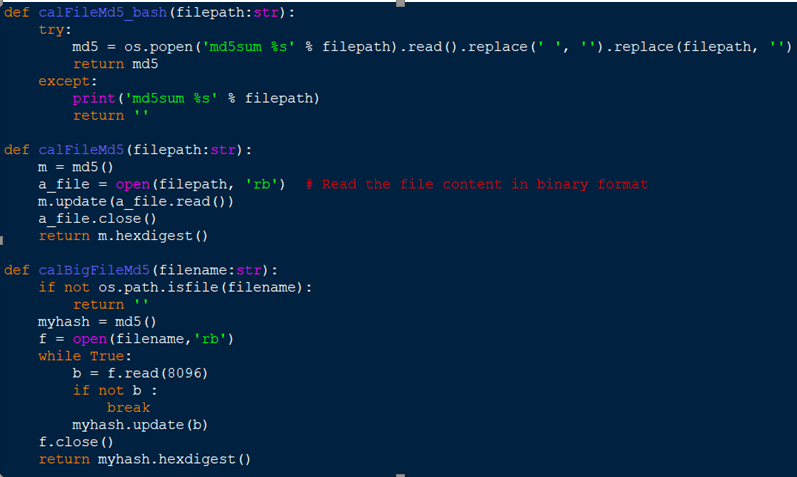 def calFileMd5_bash(filepath:str):
    try:
        md5 = os.popen('md5sum %s' % filepath).read().replace(' ', '').replace(filepath, '')
        return md5
    except:
        print('md5sum %s' % filepath)
        return ''

def calFileMd5(filepath:str):
    m = md5()
    a_file = open(filepath, 'rb')  # Read the file content in binary format
    m.update(a_file.read())
    a_file.close()
    return m.hexdigest()

def calBigFileMd5(filename:str):
    if not os.path.isfile(filename):
        return ''
    myhash = md5()
    f = open(filename,'rb')
    while True:
        b = f.read(8096)
        if not b :
            break
        myhash.update(b)
    f.close()
    return myhash.hexdigest()